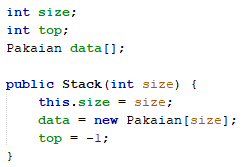 int size;
int top;
Pakaian data[];
public Stack(int size) {
this.size = size;
data = new Pakaian[size];
top = -1;
}